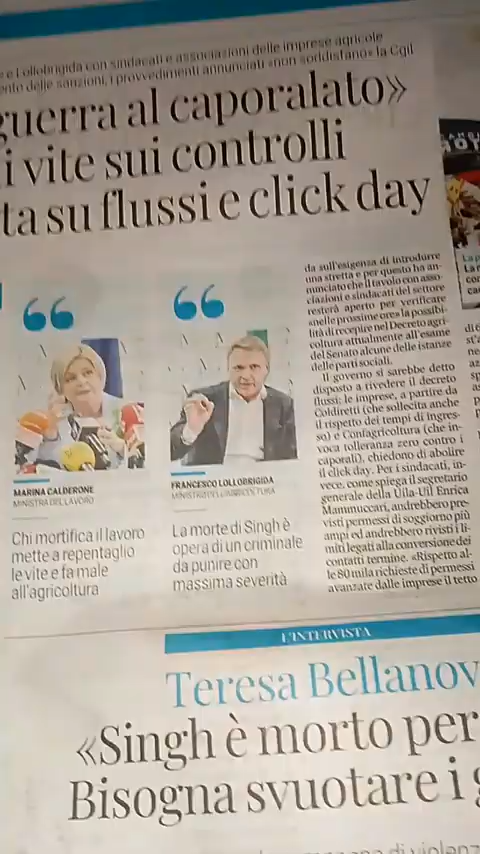 e Lollobrigida con sindacati e associazioni delle imprese agricole
ento delle sanzioni, i provvedimenti annunciati «non soddistano» la Cgil
guerra al caporalato»
i vite sui controlli
ta su flussi e click day
da sull'esigenza di introdurre
una stretta e per questo ha an-
nunciato che il tavolo con asso-
ciazioni e sindacati del settore
resterà aperto per verificare
«nelle prossime ore» la possibi-
lità di recepire nel Decreto agri-
coltura attualmente all'esame
del Senato alcune delle istanze
delle parti sociali.
Il governo si sarebbe detto
disposto a rivedere il decreto
flussi: le imprese, a partire da
Coldiretti (che sollecita anche
il rispetto dei tempi di ingres-
so) e Confagricoltura (che in-
voca tolleranza zero contro i
caporali), chiedono di abolire
il click day. Per i sindacati, in-
vece, come spiega il segretario
generale della Uila-Uil Enrica
Mammuccari, andrebbero pre-
visti permessi di soggiorno più
ampi ed andrebbero rivisti i li-
miti legati alla conversione dei
contatti termine. «Rispetto al-
le 80 mila richieste di permessi
avanzate dalle imprese il tetto
“
MARINA CALDERONE
MINISTRA DEL LAVORO
Chi mortifica il lavoro
mette a repentaglio
le vite e fa male
all'agricoltura
“
FRANCESCO LOLLOBRIGIDA
MINISTRO DELL'AGRICOLTURA
La morte di Singh è
opera di un criminale
da punire con
massima severità
L'INTERVISTA
Teresa Bellanov
«Singh è morto per
Bisogna svuotare i g
di violenz